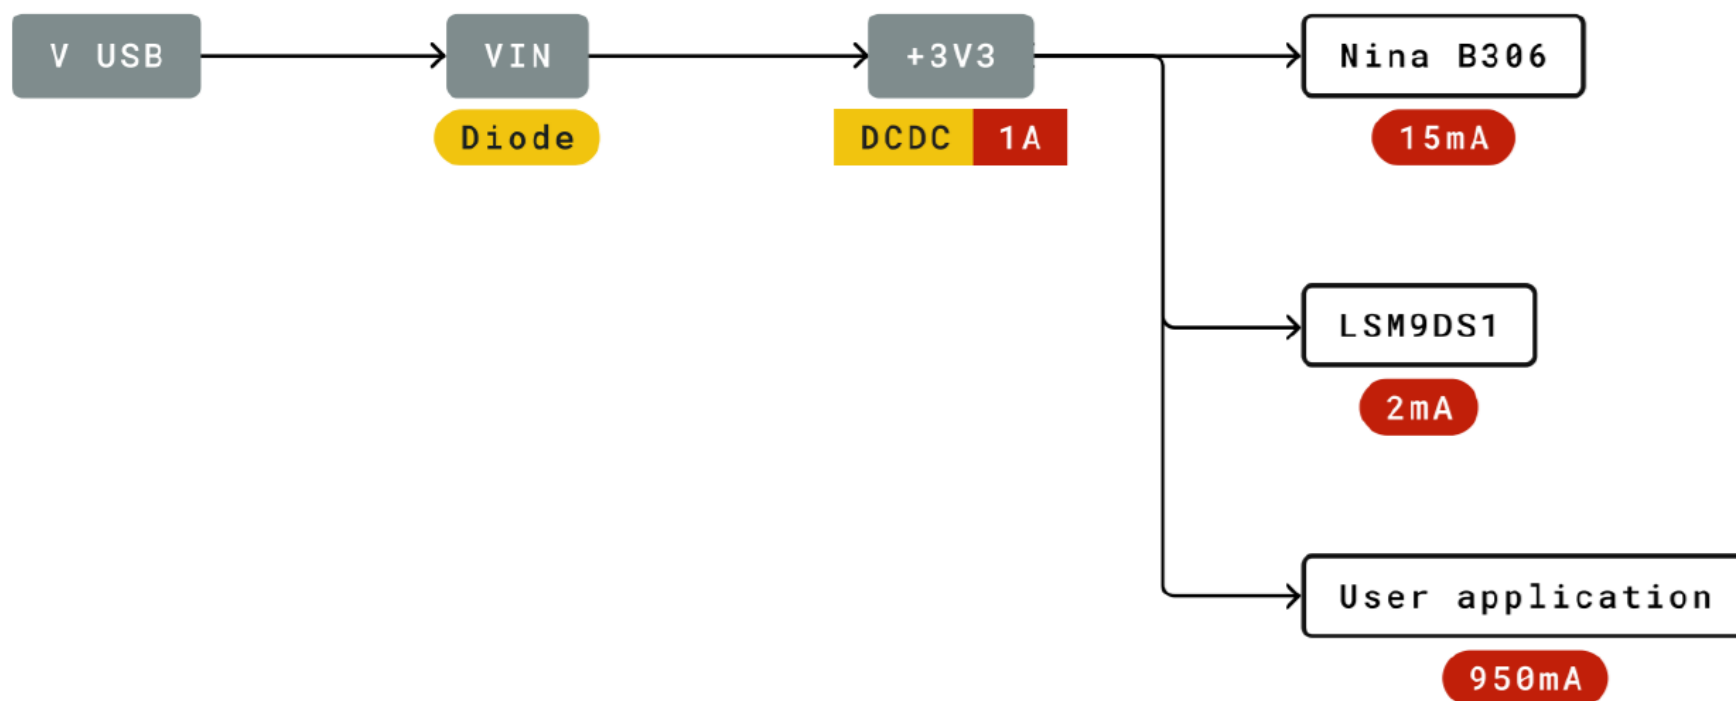 V USB
VIN
+3V3
Nina B306
Diode
DCDC
1A
15mA
LSM9DS1
2mA
User application
950mA